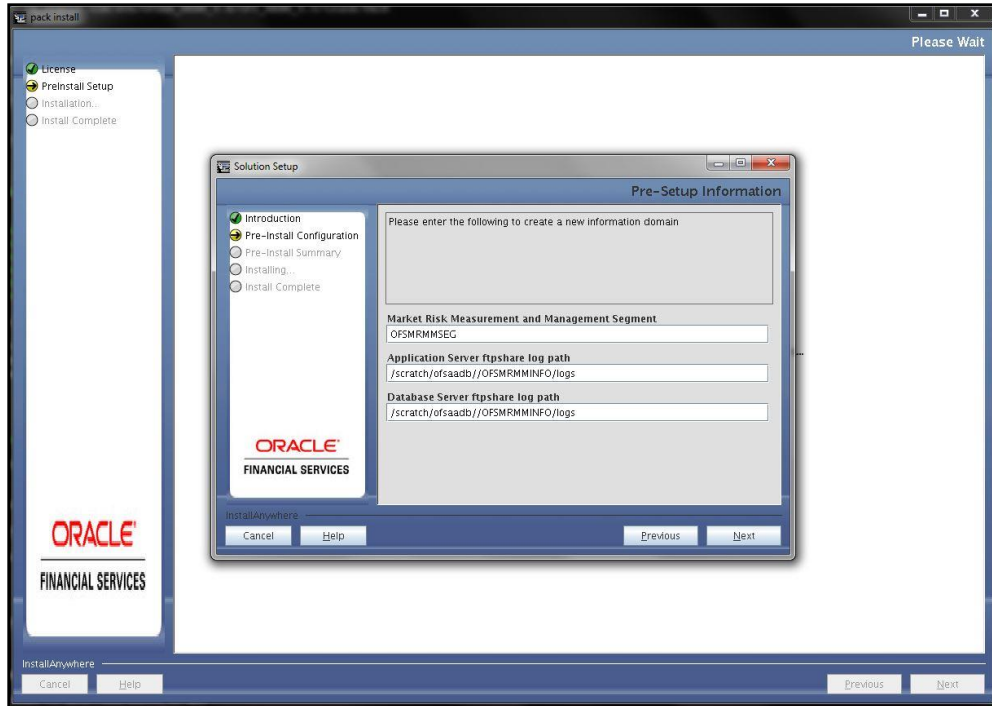 pack install
Please Wait
License
PreInstall Setup
Installation...
Install Complete
Solution Setup
Pre-Setup Information
Introduction
Pre-Install Configuration
Pre-Install Summary
Installing...
Install Complete
Please enter the following to create a new information domain
Market Risk Measurement and Management Segment
OFSMRMMSEG
Application Server ftpshare log path
/scratch/ofsaadb//OFSMRMMINFO/logs
Database Server ftpshare log path
/scratch/ofsaadb//OFSMRMMINFO/logs
ORACLE
FINANCIAL SERVICES
InstallAnywhere
Cancel Help Previous Next
ORACLE
FINANCIAL SERVICES
InstallAnywhere
Cancel Help Previous Next